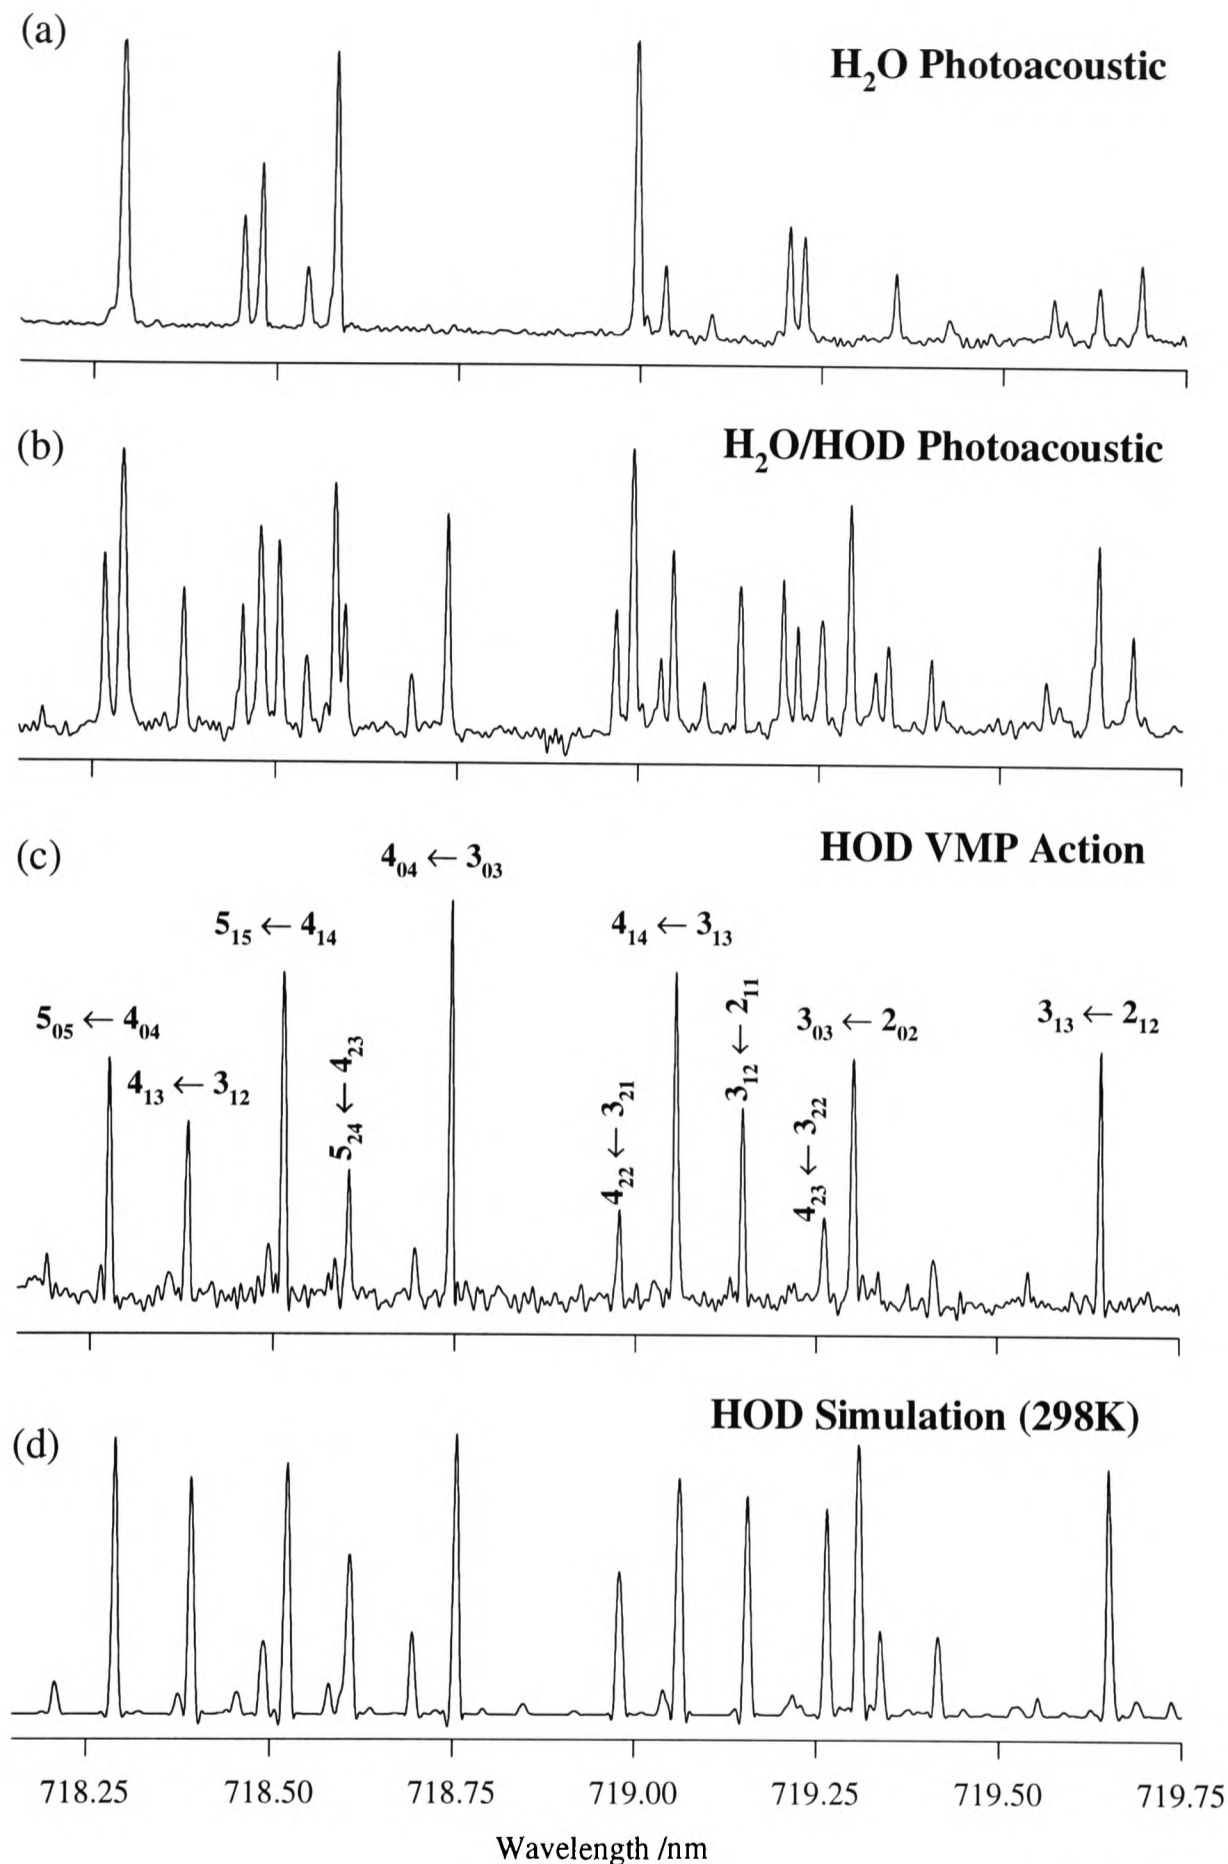 (a)
H₂O Photoacoustic
(b)
H₂O/HOD Photoacoustic
(c)
HOD VMP Action
4₀₄ ← 3₀₃
5₁₅ ← 4₁₄
4₁₄ ← 3₁₃
5₀₅ ← 4₀₄
4₁₃ ← 3₁₂
5₂₄ ← 4₂₃
4₂₂ ← 3₂₁
3₁₂ ← 2₁₁
4₂₃ ← 3₂₂
3₀₃ ← 2₀₂
3₁₃ ← 2₁₂
HOD Simulation (298K)
(d)
718.25 718.50 718.75 719.00 719.25 719.50 719.75
Wavelength /nm